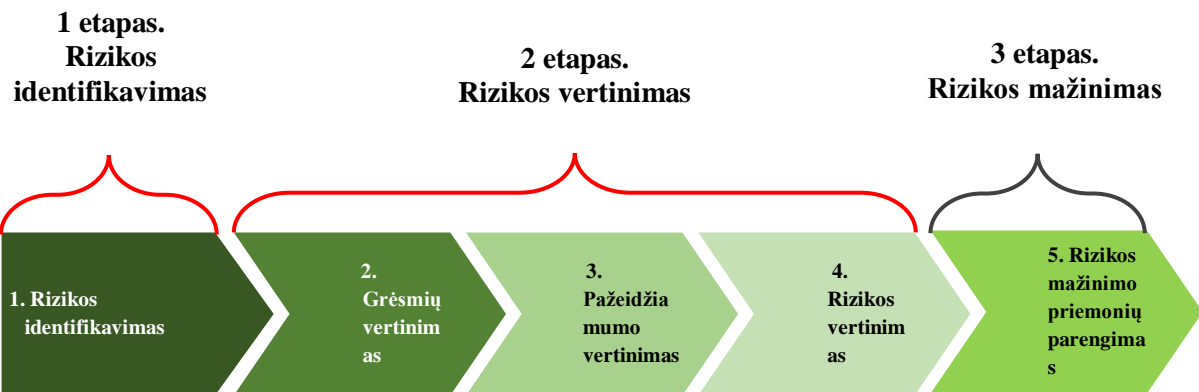 1 etapas.
Rizikos
identifikavimas
2 etapas.
Rizikos vertinimas
3 etapas.
Rizikos mažinimas
1. Rizikos
identifikavimas
2.
Grėsmių
vertinim
as
3.
Pažeidžia
mumo
vertinimas
4.
Rizikos
vertinim
as
5. Rizikos
mažinimo
priemonių
parengima
s